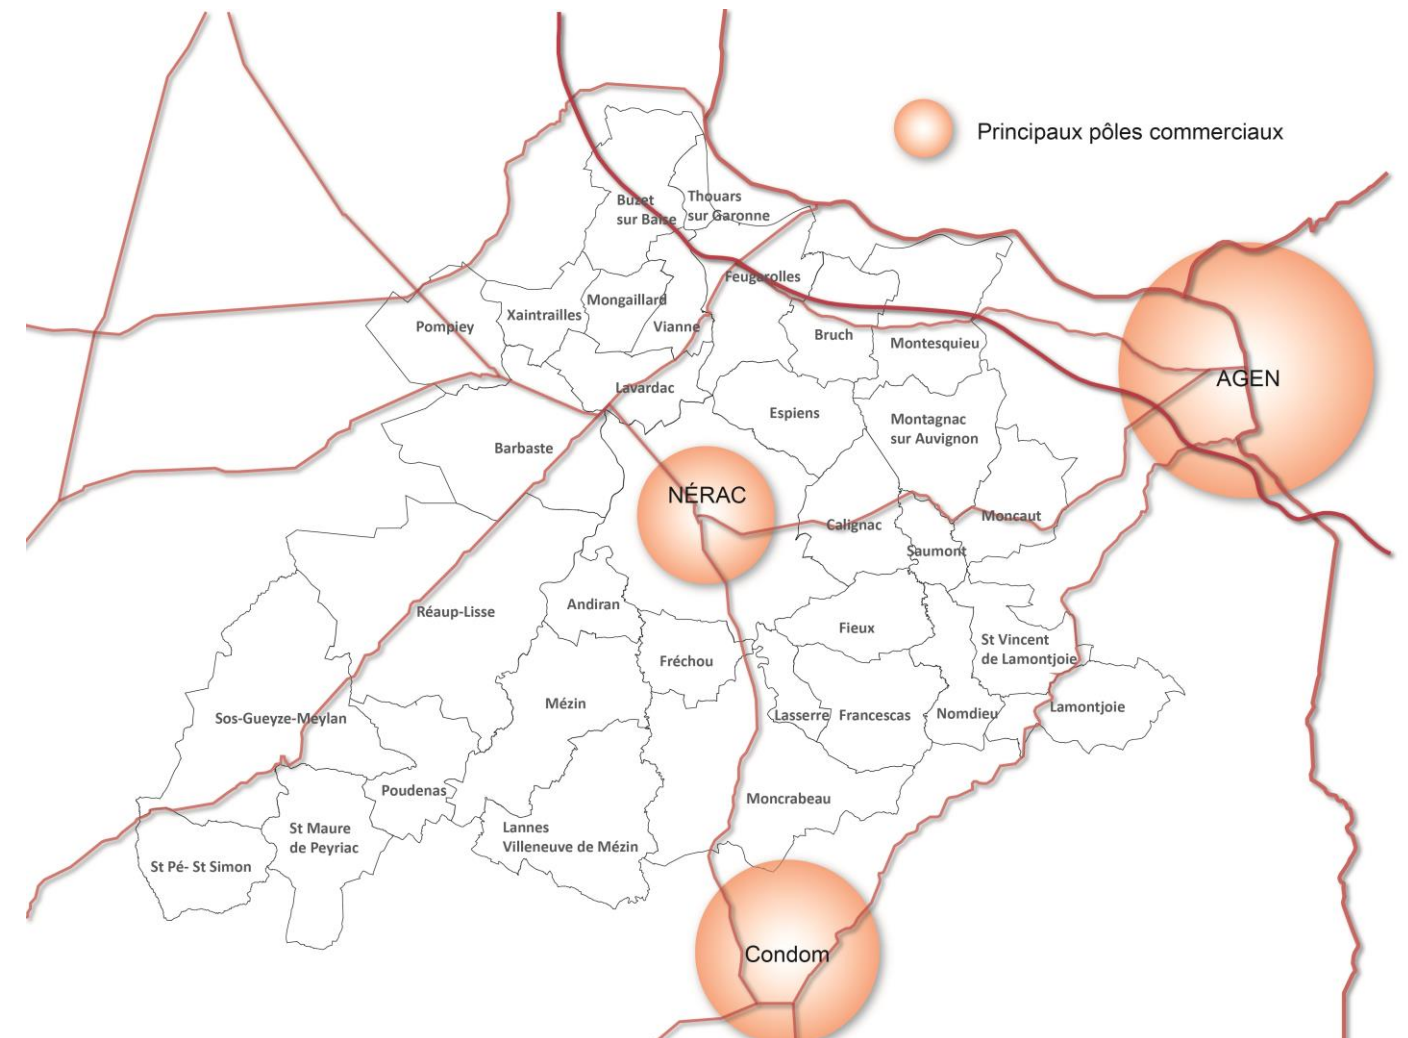 Principaux pôles commerciaux
Buzet
sur Baise
Thouars
sur Garonne
Feugarolles
Mongaillard
Xaintrailles
Pompiey
Vianne
Bruch
Montesquieu
AGEN
Lavardac
Espiens
Montagnac
sur Auvignon
Barbaste
NÉRAC
Calignac
Moncaut
Saumont
Andiran
Réaup-Lisse
Fieux
St Vincent
de Lamontjoie
Fréchou
Mézin
Sos-Gueyze-Meylan
Lasserre
Francescas
Nomdieu
Lamontjoie
Poudenas
Moncrabeau
St Maure
de Peyriac
Lannes
Villeneuve de Mézin
St Pé- St Simon
Condom